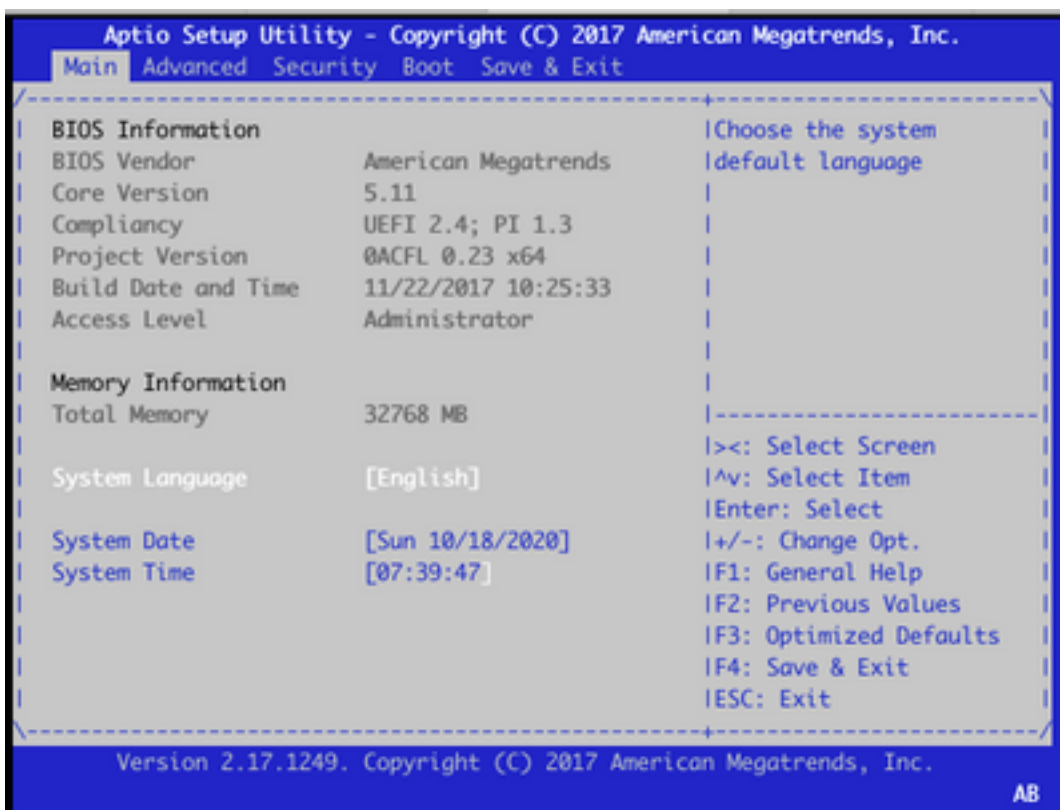 Aptio Setup Utility - Copyright (C) 2017 American Megatrends, Inc.
Main Advanced Security Boot Save & Exit
BIOS Information
BIOS Vendor American Megatrends
Core Version 5.11
Compliancy UEFI 2.4; PI 1.3
Project Version 0ACFL 0.23 x64
Build Date and Time 11/22/2017 10:25:33
Access Level Administrator
Memory Information
Total Memory 32768 MB
System Language [English]
System Date [Sun 10/18/2020]
System Time [07:39:47]
Choose the system
default language
><: Select Screen
^v: Select Item
Enter: Select
+/-: Change Opt.
F1: General Help
F2: Previous Values
F3: Optimized Defaults
F4: Save & Exit
ESC: Exit
Version 2.17.1249. Copyright (C) 2017 American Megatrends, Inc.
AB